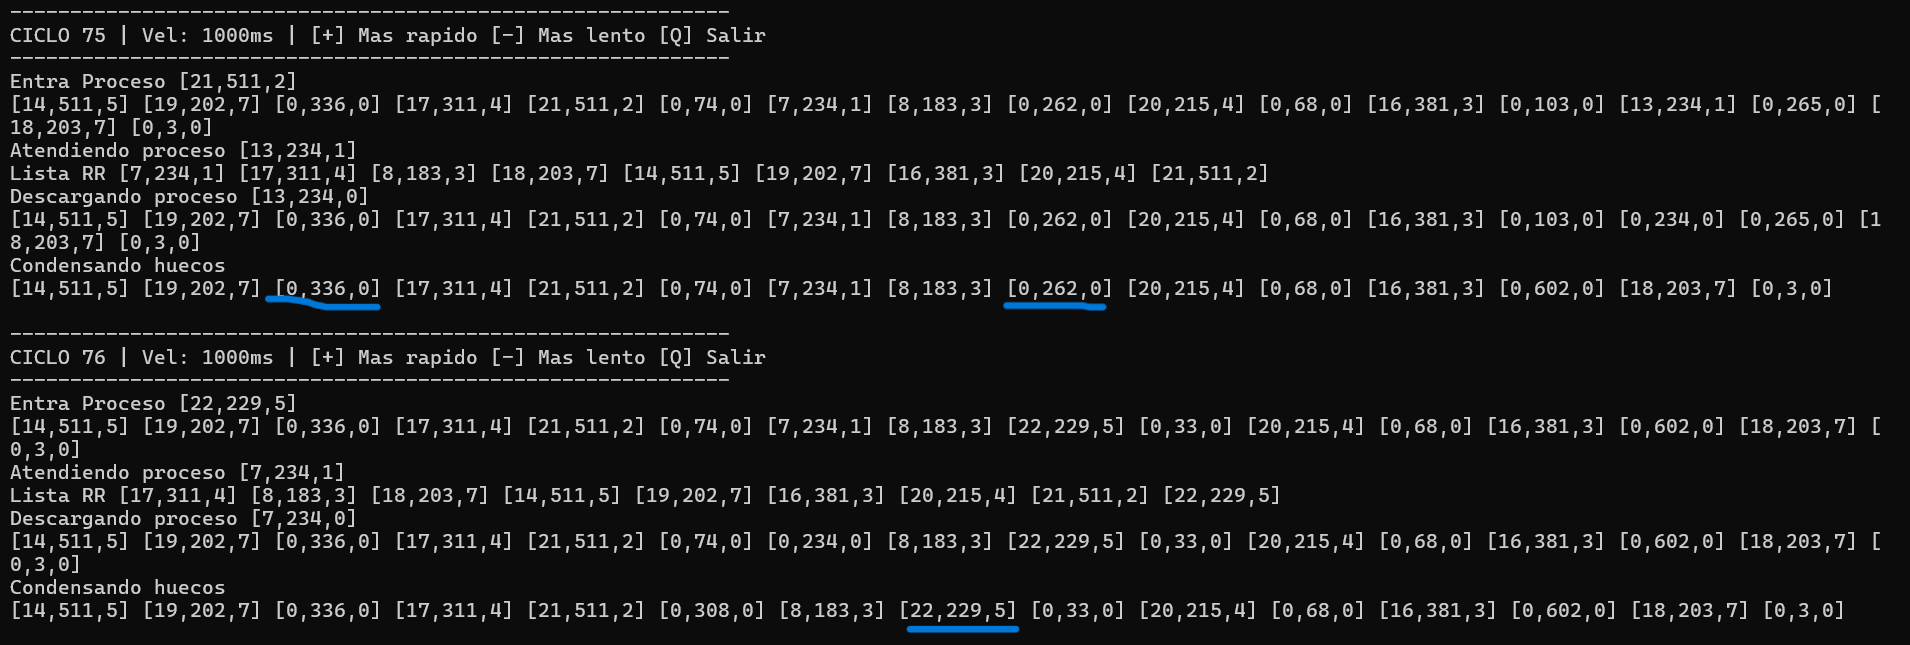 ------------------------------------------------------------
CICLO 75 | Vel: 1000ms | [+] Mas rapido [-] Mas lento [Q] Salir
------------------------------------------------------------
Entra Proceso [21,511,2]
[14,511,5] [19,202,7] [0,336,0] [17,311,4] [21,511,2] [0,74,0] [7,234,1] [8,183,3] [0,262,0] [20,215,4] [0,68,0] [16,381,3] [0,103,0] [13,234,1] [0,265,0] [
18,203,7] [0,3,0]
Atendiendo proceso [13,234,1]
Lista RR [7,234,1] [17,311,4] [8,183,3] [18,203,7] [14,511,5] [19,202,7] [16,381,3] [20,215,4] [21,511,2]
Descargando proceso [13,234,0]
[14,511,5] [19,202,7] [0,336,0] [17,311,4] [21,511,2] [0,74,0] [7,234,1] [8,183,3] [0,262,0] [20,215,4] [0,68,0] [16,381,3] [0,103,0] [0,234,0] [0,265,0] [1
8,203,7] [0,3,0]
Condensando huecos
[14,511,5] [19,202,7] [0,336,0] [17,311,4] [21,511,2] [0,74,0] [7,234,1] [8,183,3] [0,262,0] [20,215,4] [0,68,0] [16,381,3] [0,602,0] [18,203,7] [0,3,0]
------------------------------------------------------------
CICLO 76 | Vel: 1000ms | [+] Mas rapido [-] Mas lento [Q] Salir
------------------------------------------------------------
Entra Proceso [22,229,5]
[14,511,5] [19,202,7] [0,336,0] [17,311,4] [21,511,2] [0,74,0] [7,234,1] [8,183,3] [22,229,5] [0,33,0] [20,215,4] [0,68,0] [16,381,3] [0,602,0] [18,203,7] [
0,3,0]
Atendiendo proceso [7,234,1]
Lista RR [17,311,4] [8,183,3] [18,203,7] [14,511,5] [19,202,7] [16,381,3] [20,215,4] [21,511,2] [22,229,5]
Descargando proceso [7,234,0]
[14,511,5] [19,202,7] [0,336,0] [17,311,4] [21,511,2] [0,74,0] [0,234,0] [8,183,3] [22,229,5] [0,33,0] [20,215,4] [0,68,0] [16,381,3] [0,602,0] [18,203,7] [
0,3,0]
Condensando huecos
[14,511,5] [19,202,7] [0,336,0] [17,311,4] [21,511,2] [0,308,0] [8,183,3] [22,229,5] [0,33,0] [20,215,4] [0,68,0] [16,381,3] [0,602,0] [18,203,7] [0,3,0]